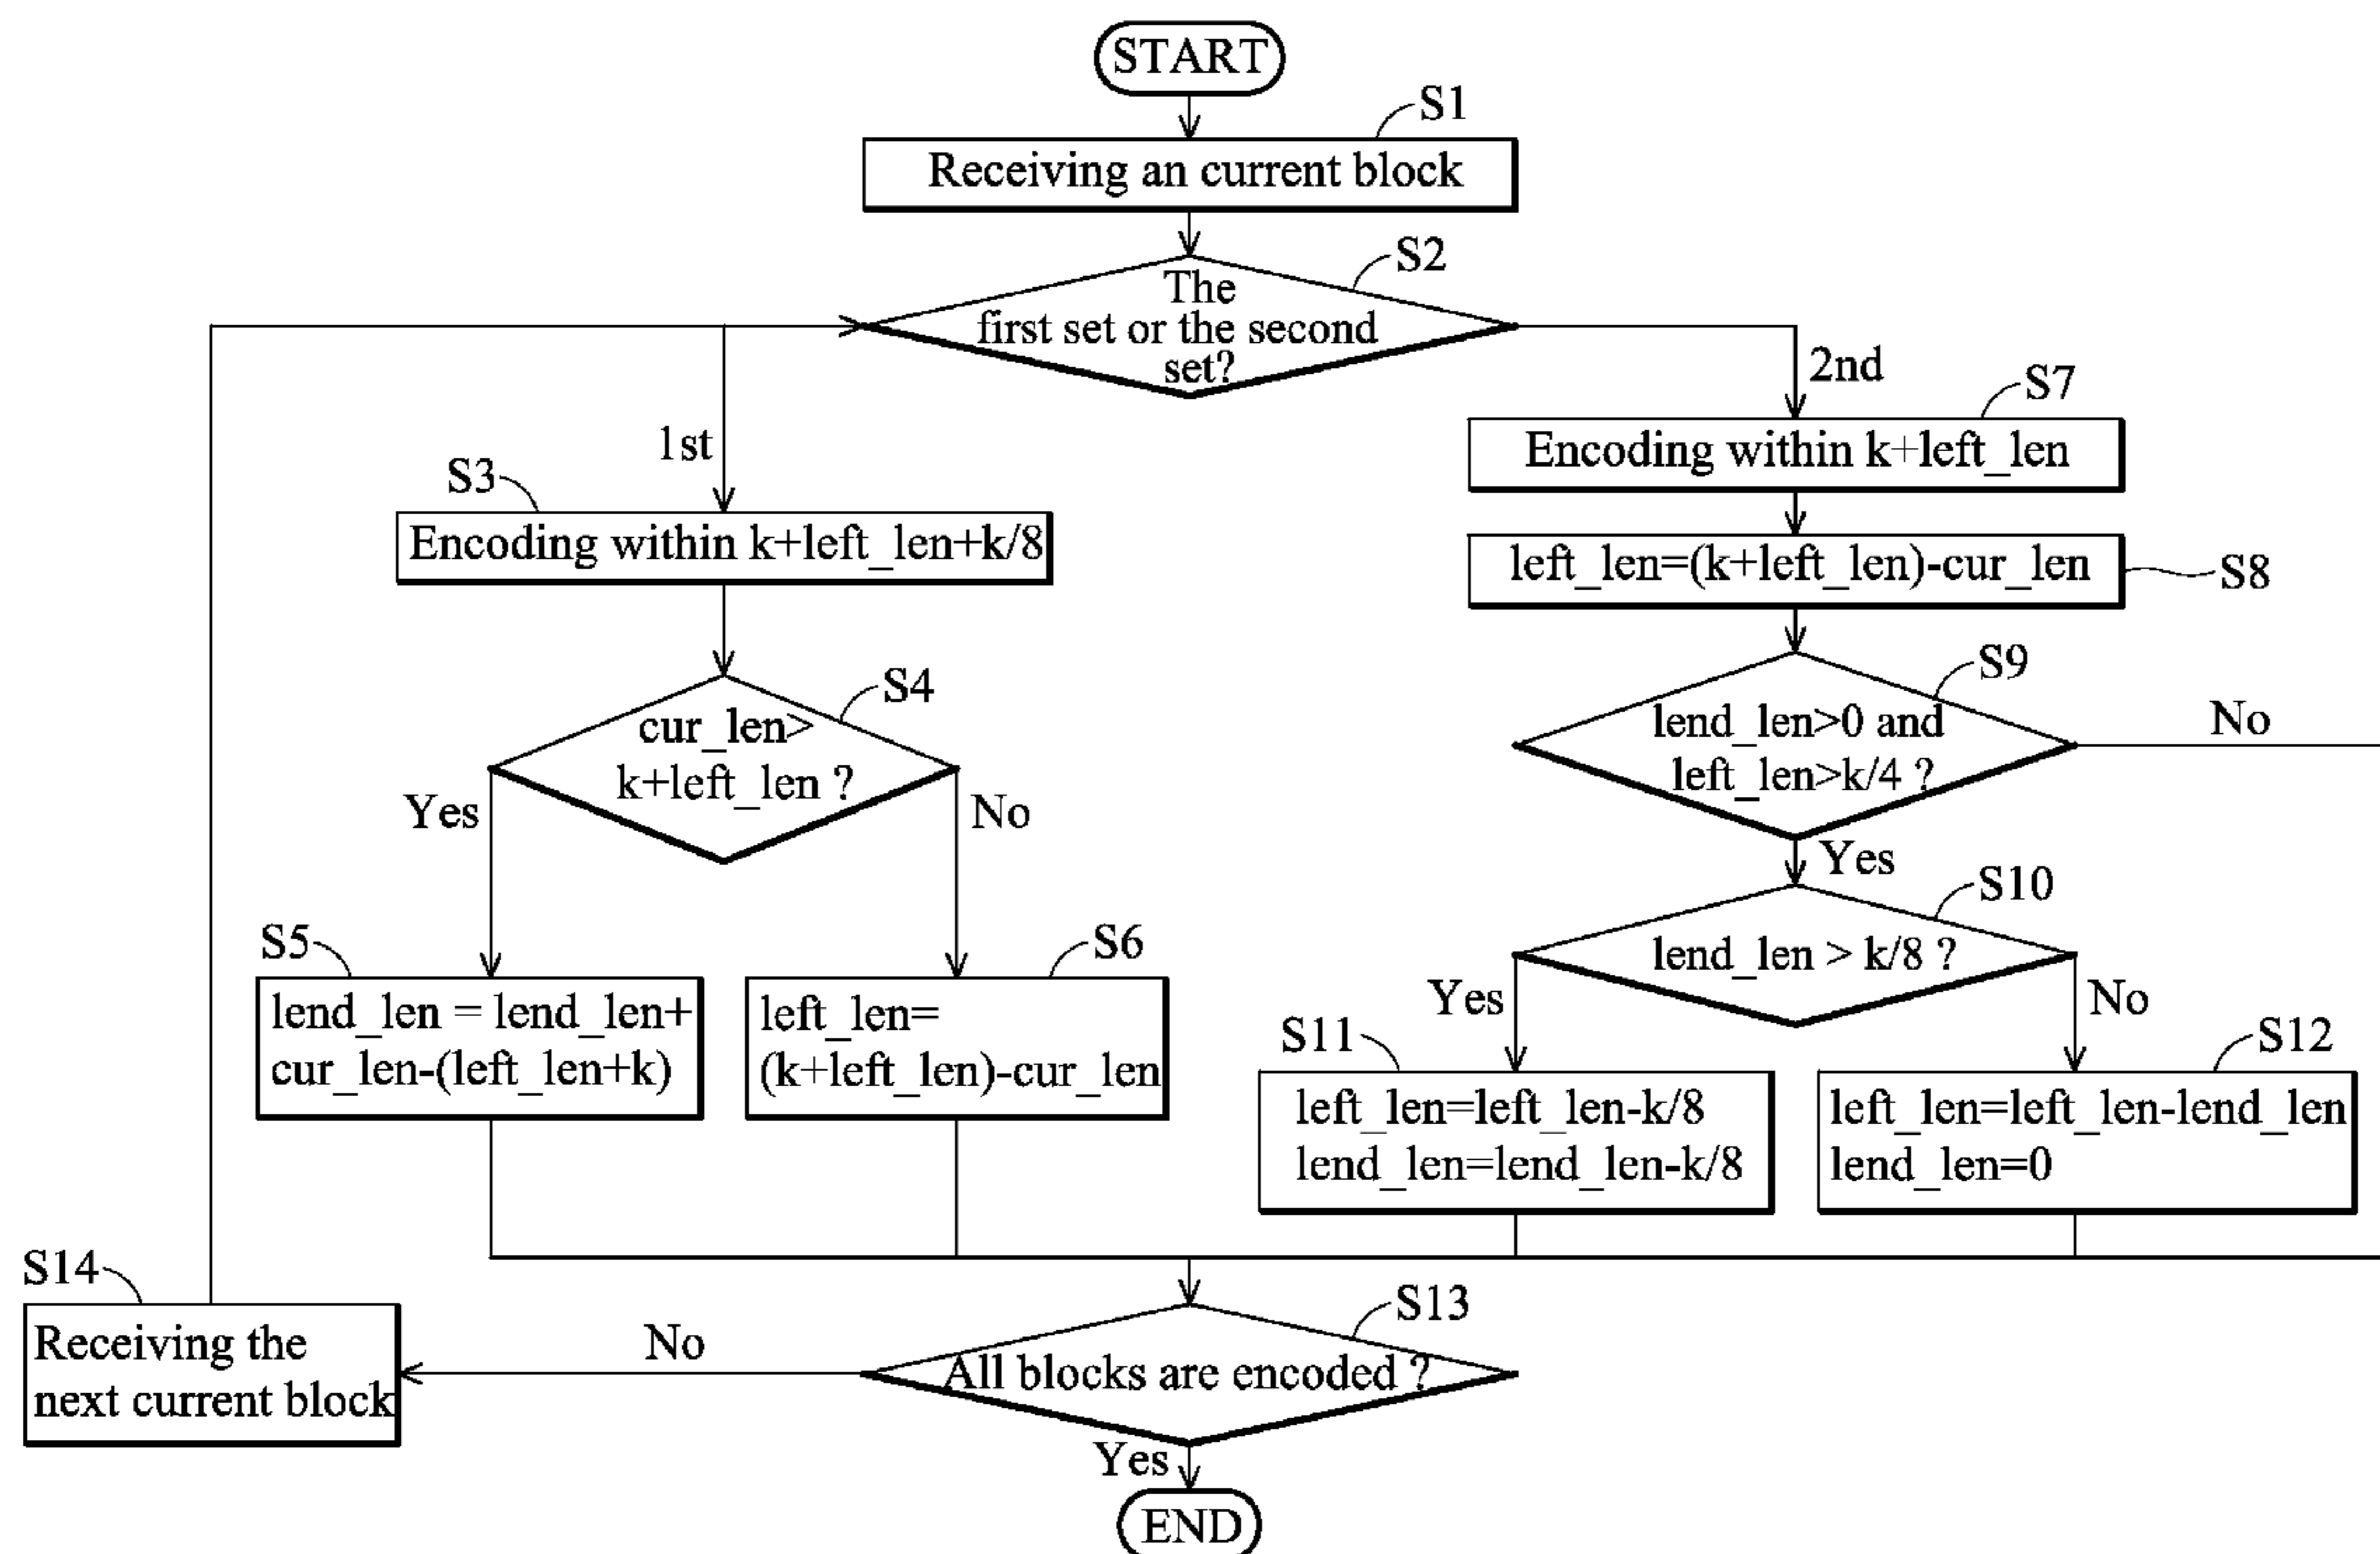 START
S1
Receiving an current block
S2
The
first set or the second
set?
1st
2nd
S3
Encoding within k+left_len+k/8
S7
Encoding within k+left_len
left_len=(k+left_len)-cur_len
S8
S4
cur_len>
k+left_len ?
Yes
No
S9
lend_len>0 and
left_len>k/4 ?
No
Yes
S10
lend_len > k/8 ?
Yes
No
S5
lend_len = lend_len+
cur_len-(left_len+k)
S6
left_len=
(k+left_len)-cur_len
S11
left_len=left_len-k/8
lend_len=lend_len-k/8
S12
left_len=left_len-lend_len
lend_len=0
S14
Receiving the
next current block
No
S13
All blocks are encoded ?
Yes
END